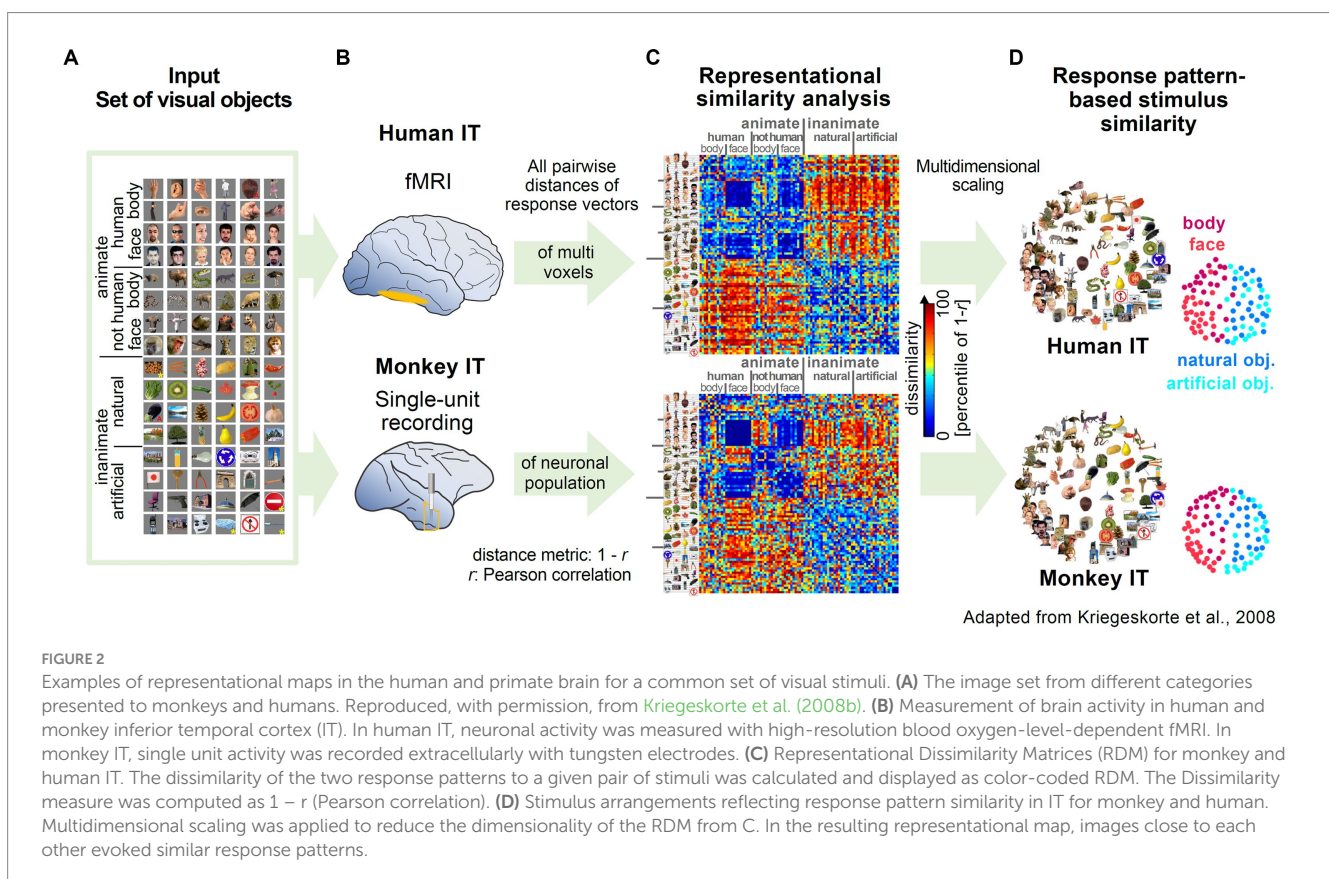 A
Input
Set of visual objects
animate
human
body
face
not human
body
face
inanimate
natural
artificial
B
Human IT
fMRI
All pairwise
distances of
response vectors
of multi
voxels
Monkey IT
Single-unit
recording
of neuronal
population
distance metric: 1 - r
r: Pearson correlation
C
Representational
similarity analysis
animate inanimate
human not human natural artificial
body face body face
animate inanimate
human not human natural artificial
body face body face
dissimilarity
[percentile of 1-r]
0 100
Multidimensional
scaling
D
Response pattern-
based stimulus
similarity
body
face
Human IT
natural obj.
artificial obj.
Monkey IT
Adapted from Kriegeskorte et al., 2008
FIGURE 2
Examples of representational maps in the human and primate brain for a common set of visual stimuli. (A) The image set from different categories
presented to monkeys and humans. Reproduced, with permission, from Kriegeskorte et al. (2008b). (B) Measurement of brain activity in human and
monkey inferior temporal cortex (IT). In human IT, neuronal activity was measured with high-resolution blood oxygen-level-dependent fMRI. In
monkey IT, single unit activity was recorded extracellularly with tungsten electrodes. (C) Representational Dissimilarity Matrices (RDM) for monkey and
human IT. The dissimilarity of the two response patterns to a given pair of stimuli was calculated and displayed as color-coded RDM. The Dissimilarity
measure was computed as 1 – r (Pearson correlation). (D) Stimulus arrangements reflecting response pattern similarity in IT for monkey and human.
Multidimensional scaling was applied to reduce the dimensionality of the RDM from C. In the resulting representational map, images close to each
other evoked similar response patterns.